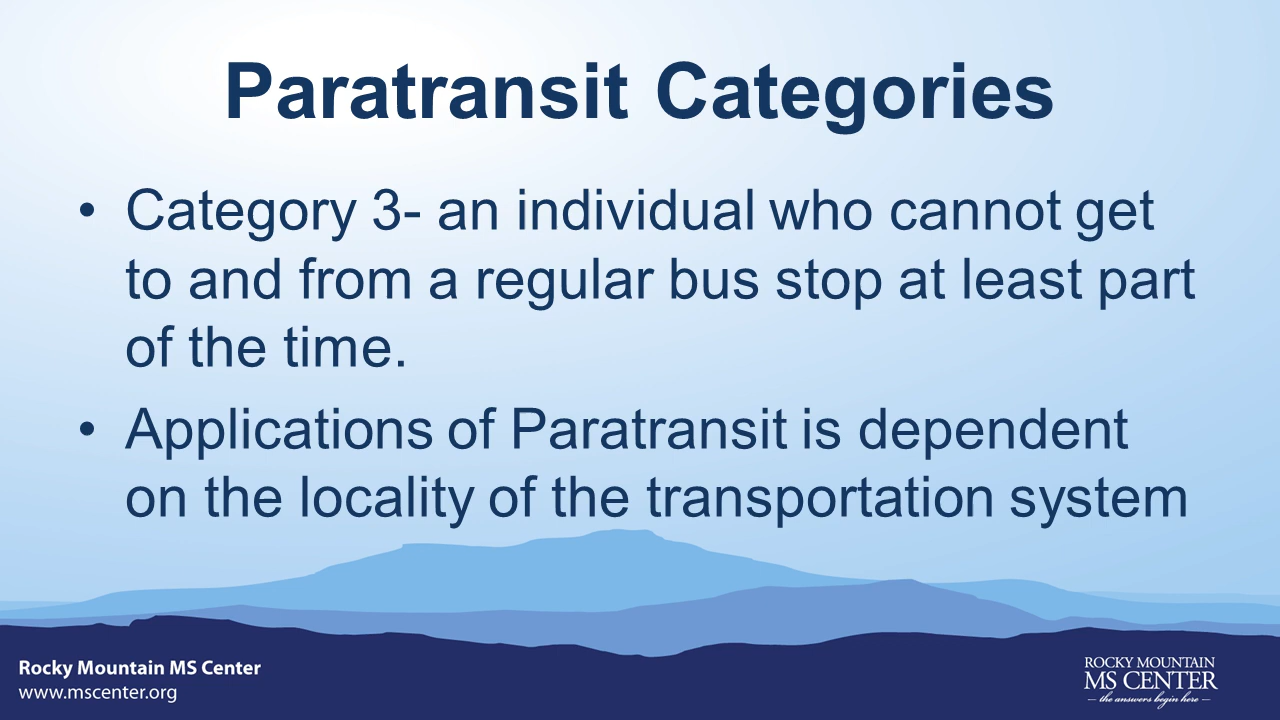 Paratransit Categories
• Category 3- an individual who cannot get
to and from a regular bus stop at least part
of the time.
• Applications of Paratransit is dependent
on the locality of the transportation system
Rocky Mountain MS Center
www.mscenter.org
ROCKY MOUNTAIN
MS CENTER
— the answers begin here —